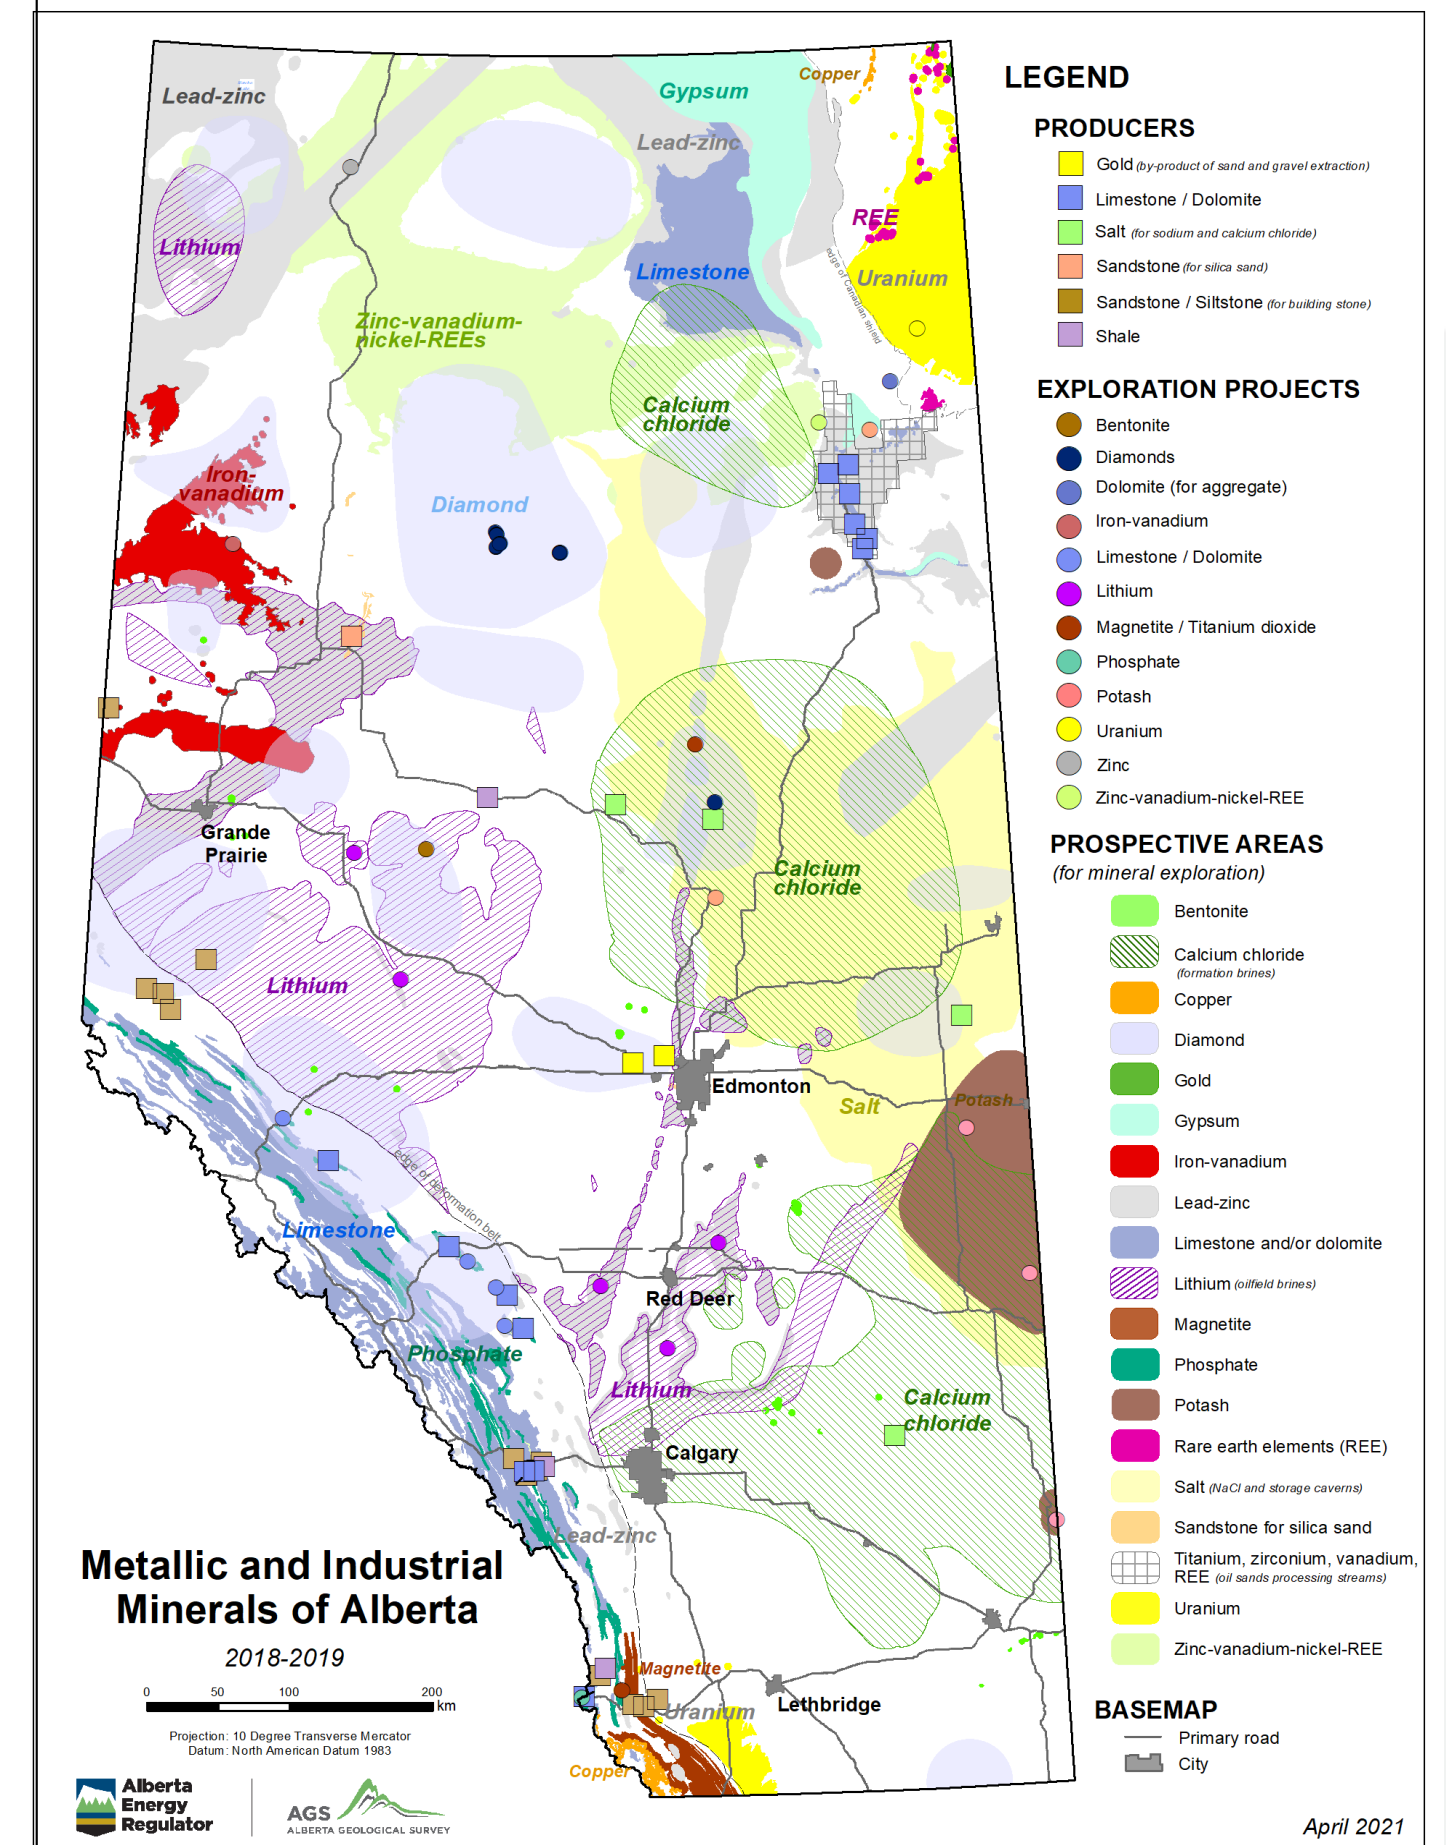 Lead-zinc
Gypsum
Copper
Lead-zinc
REE
Lithium
Limestone
Uranium
edge of Canadian shield
Zinc-vanadium-
nickel-REEs
Calcium
chloride
Iron-
vanadium
Diamond
Grande
Prairie
Calcium
chloride
Lithium
Edmonton
Salt
Potash
edge of deformation belt
Limestone
Red Deer
Phosphate
Lithium
Calcium
chloride
Calgary
Lead-zinc
Magnetite
Uranium
Lethbridge
Copper
Metallic and Industrial
Minerals of Alberta
2018-2019
0 50 100 200
km
Projection: 10 Degree Transverse Mercator
Datum: North American Datum 1983
Alberta
Energy
Regulator
AGS
ALBERTA GEOLOGICAL SURVEY
LEGEND
PRODUCERS
Gold (by-product of sand and gravel extraction)
Limestone / Dolomite
Salt (for sodium and calcium chloride)
Sandstone (for silica sand)
Sandstone / Siltstone (for building stone)
Shale
EXPLORATION PROJECTS
Bentonite
Diamonds
Dolomite (for aggregate)
Iron-vanadium
Limestone / Dolomite
Lithium
Magnetite / Titanium dioxide
Phosphate
Potash
Uranium
Zinc
Zinc-vanadium-nickel-REE
PROSPECTIVE AREAS
(for mineral exploration)
Bentonite
Calcium chloride
(formation brines)
Copper
Diamond
Gold
Gypsum
Iron-vanadium
Lead-zinc
Limestone and/or dolomite
Lithium (oilfield brines)
Magnetite
Phosphate
Potash
Rare earth elements (REE)
Salt (NaCl and storage caverns)
Sandstone for silica sand
Titanium, zirconium, vanadium,
REE (oil sands processing streams)
Uranium
Zinc-vanadium-nickel-REE
BASEMAP
Primary road
City
April 2021